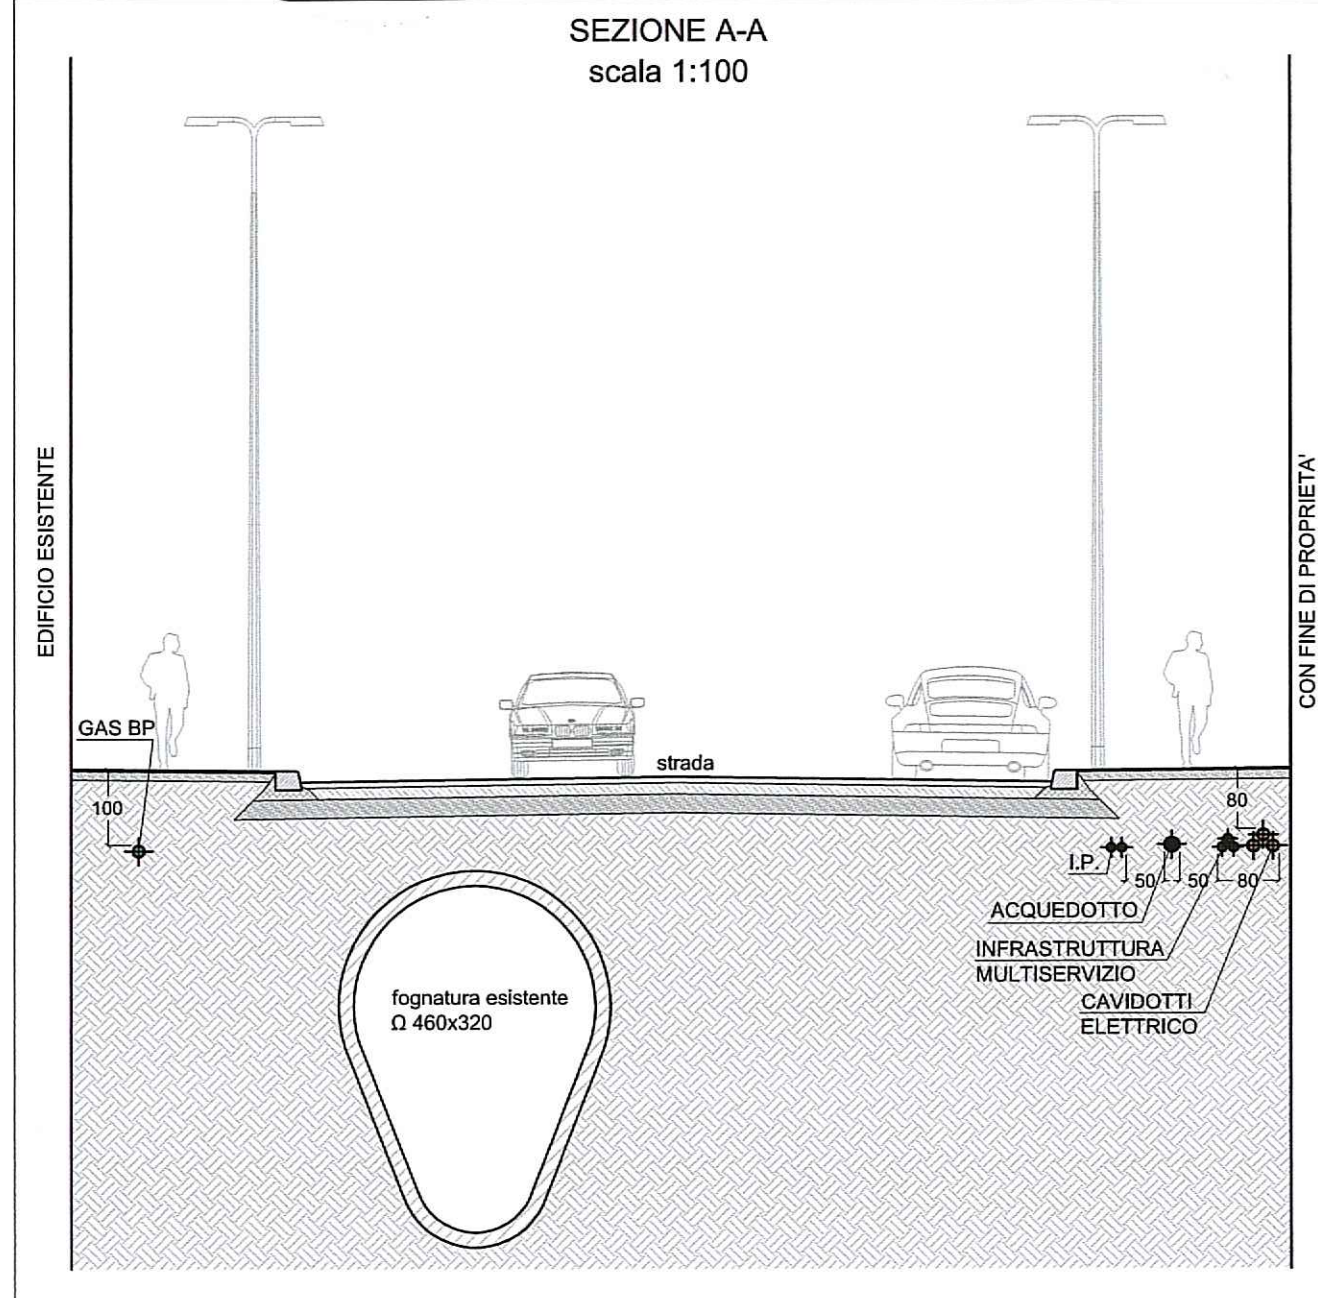 SEZIONE A-A
scala 1:100
EDIFICIO ESISTENTE
CON FINE DI PROPRIETA'
GAS BP
strada
100
80
I.P.
50
50
80
ACQUEDOTTO
INFRASTRUTTURA
MULTISERVIZIO
CAVIDOTTI
ELETTRICO
fognatura esistente
Ω 460x320